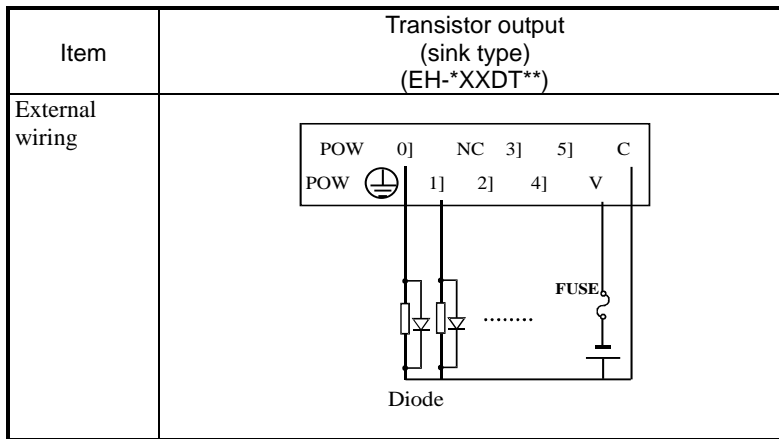 Item
Transistor output
(sink type)
(EH-*XXDT**)
External
wiring
POW 0] NC 3] 5] C
POW 1] 2] 4] V
FUSE
........
Diode